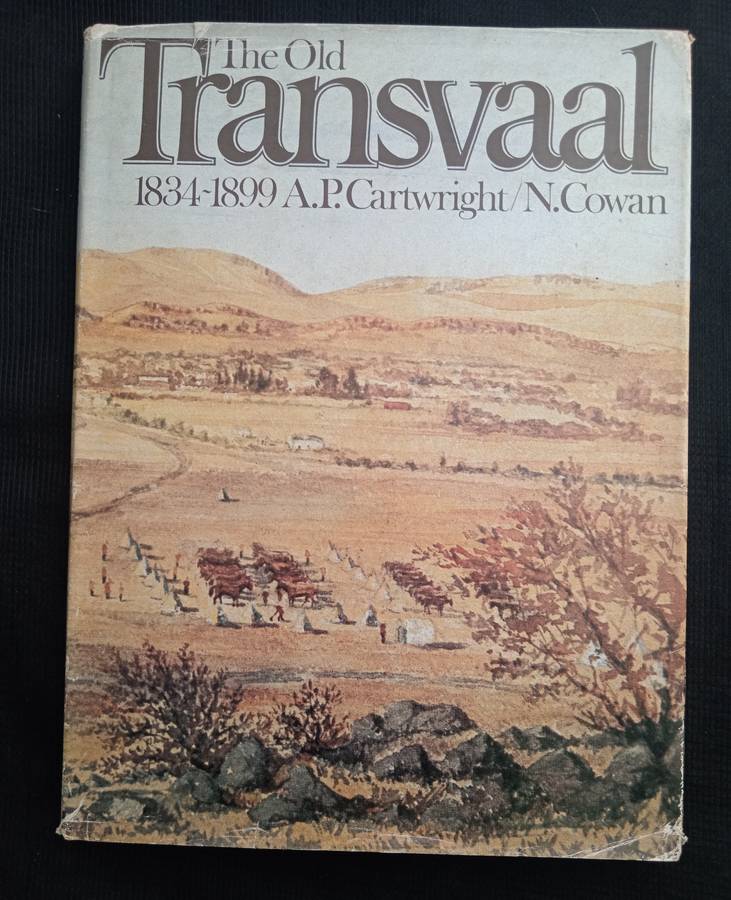 The Old
Transvaal
1834-1899 A.P. Cartwright/N. Cowan